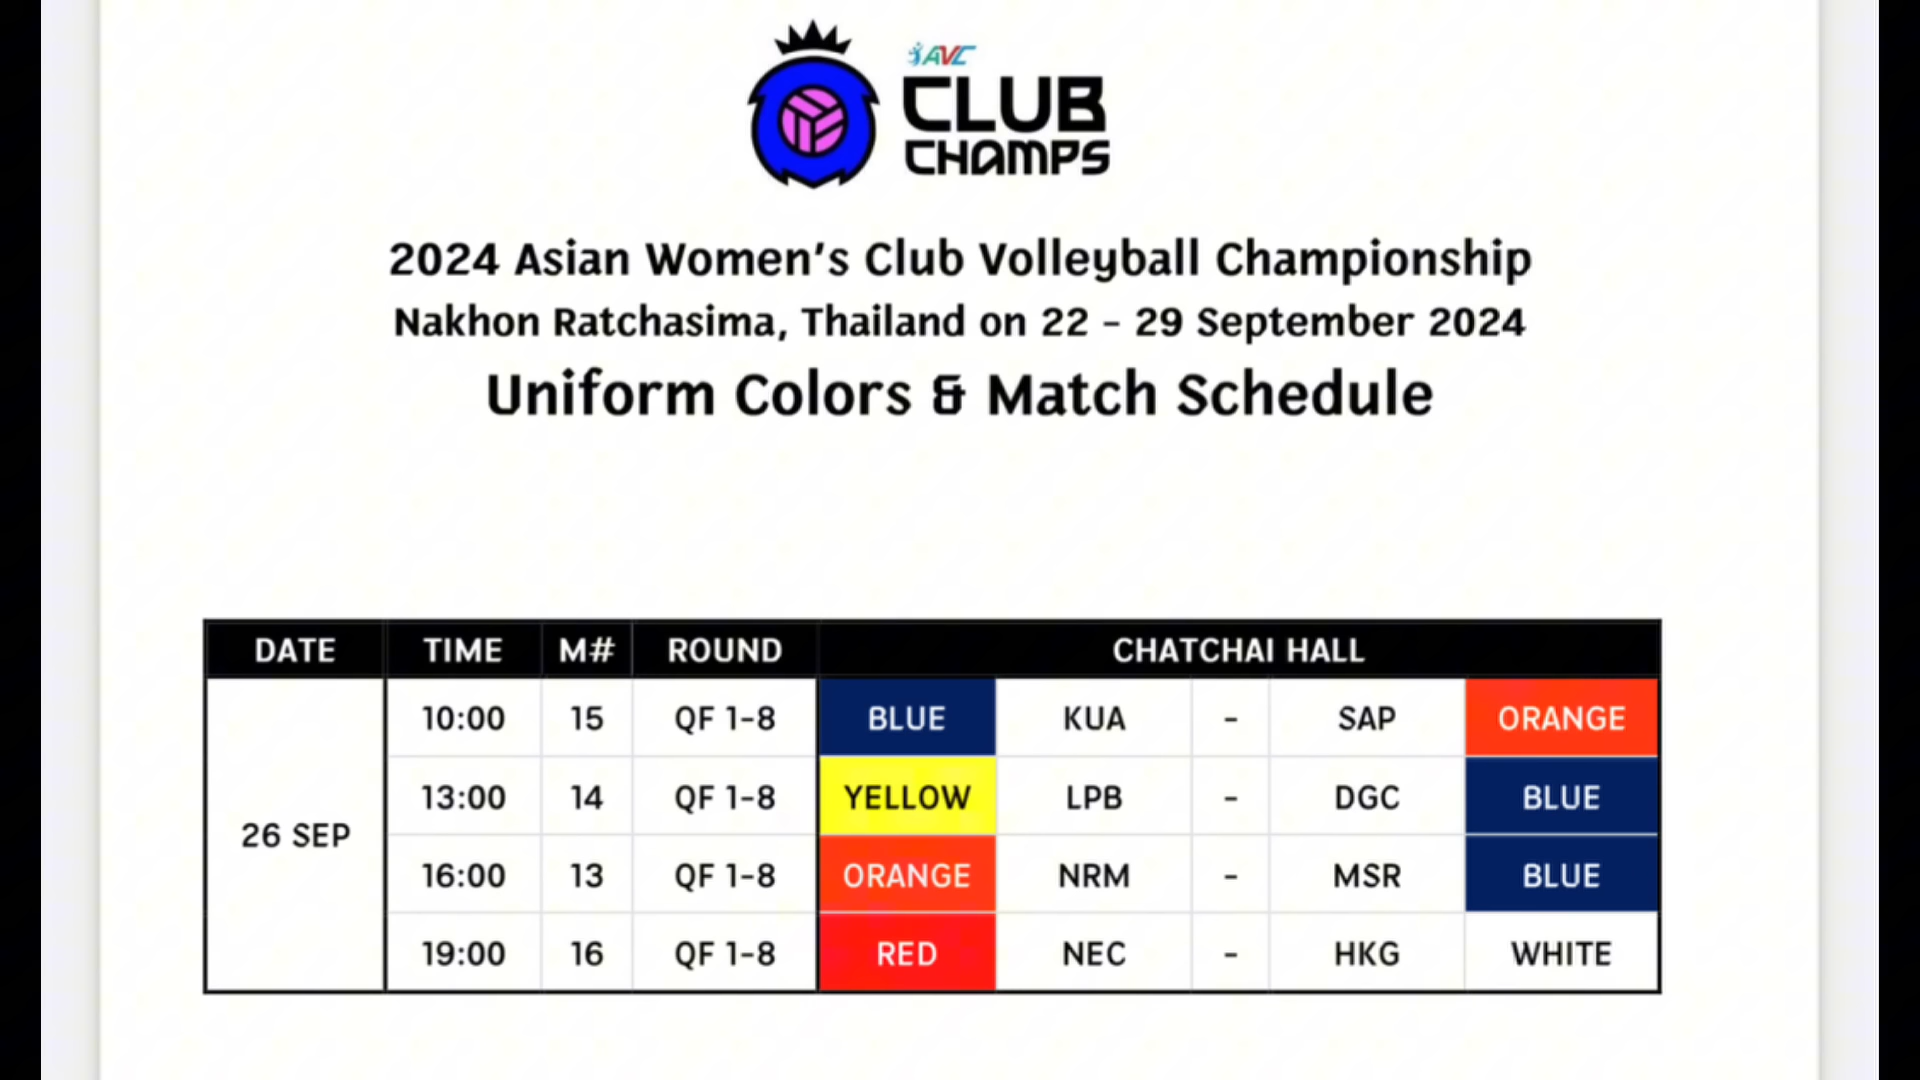 AVC
CLUB
CHAMPS
2024 Asian Women's Club Volleyball Championship
Nakhon Ratchasima, Thailand on 22 - 29 September 2024
Uniform Colors & Match Schedule
DATE TIME M# ROUND CHATCHAI HALL
26 SEP
10:00 15 QF 1-8 BLUE KUA - SAP ORANGE
13:00 14 QF 1-8 YELLOW LPB - DGC BLUE
16:00 13 QF 1-8 ORANGE NRM - MSR BLUE
19:00 16 QF 1-8 RED NEC - HKG WHITE